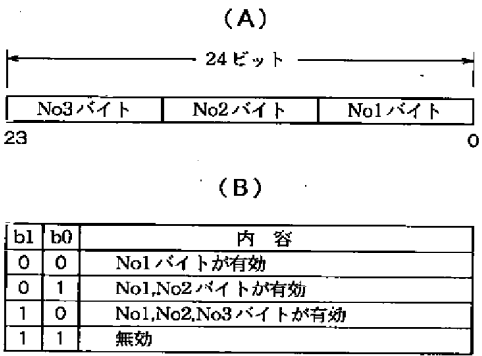 (A)
24ビット
No3バイト No2バイト No1バイト
23 0
(B)
b1 b0 内 容
0 0 No1バイトが有効
0 1 No1,No2バイトが有効
1 0 No1,No2,No3バイトが有効
1 1 無効